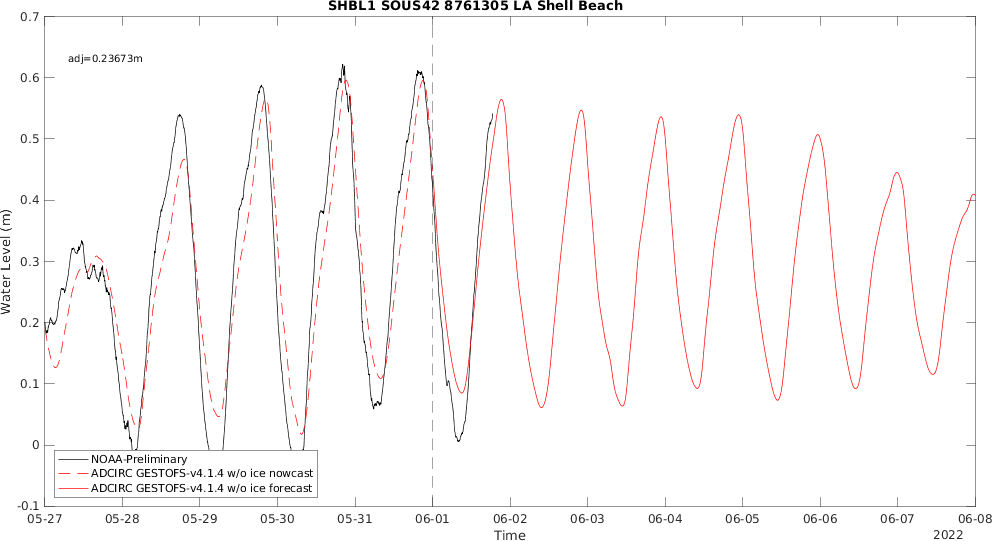 SHBL1 SOUS42 8761305 LA Shell Beach
adj=0.23673m
Water Level (m)
0.7
0.6
0.5
0.4
0.3
0.2
0.1
0
-0.1
NOAA-Preliminary
ADCIRC GESTOFS-v4.1.4 w/o ice nowcast
ADCIRC GESTOFS-v4.1.4 w/o ice forecast
05-27 05-28 05-29 05-30 05-31 06-01 06-02 06-03 06-04 06-05 06-06 06-07 06-08
Time
2022